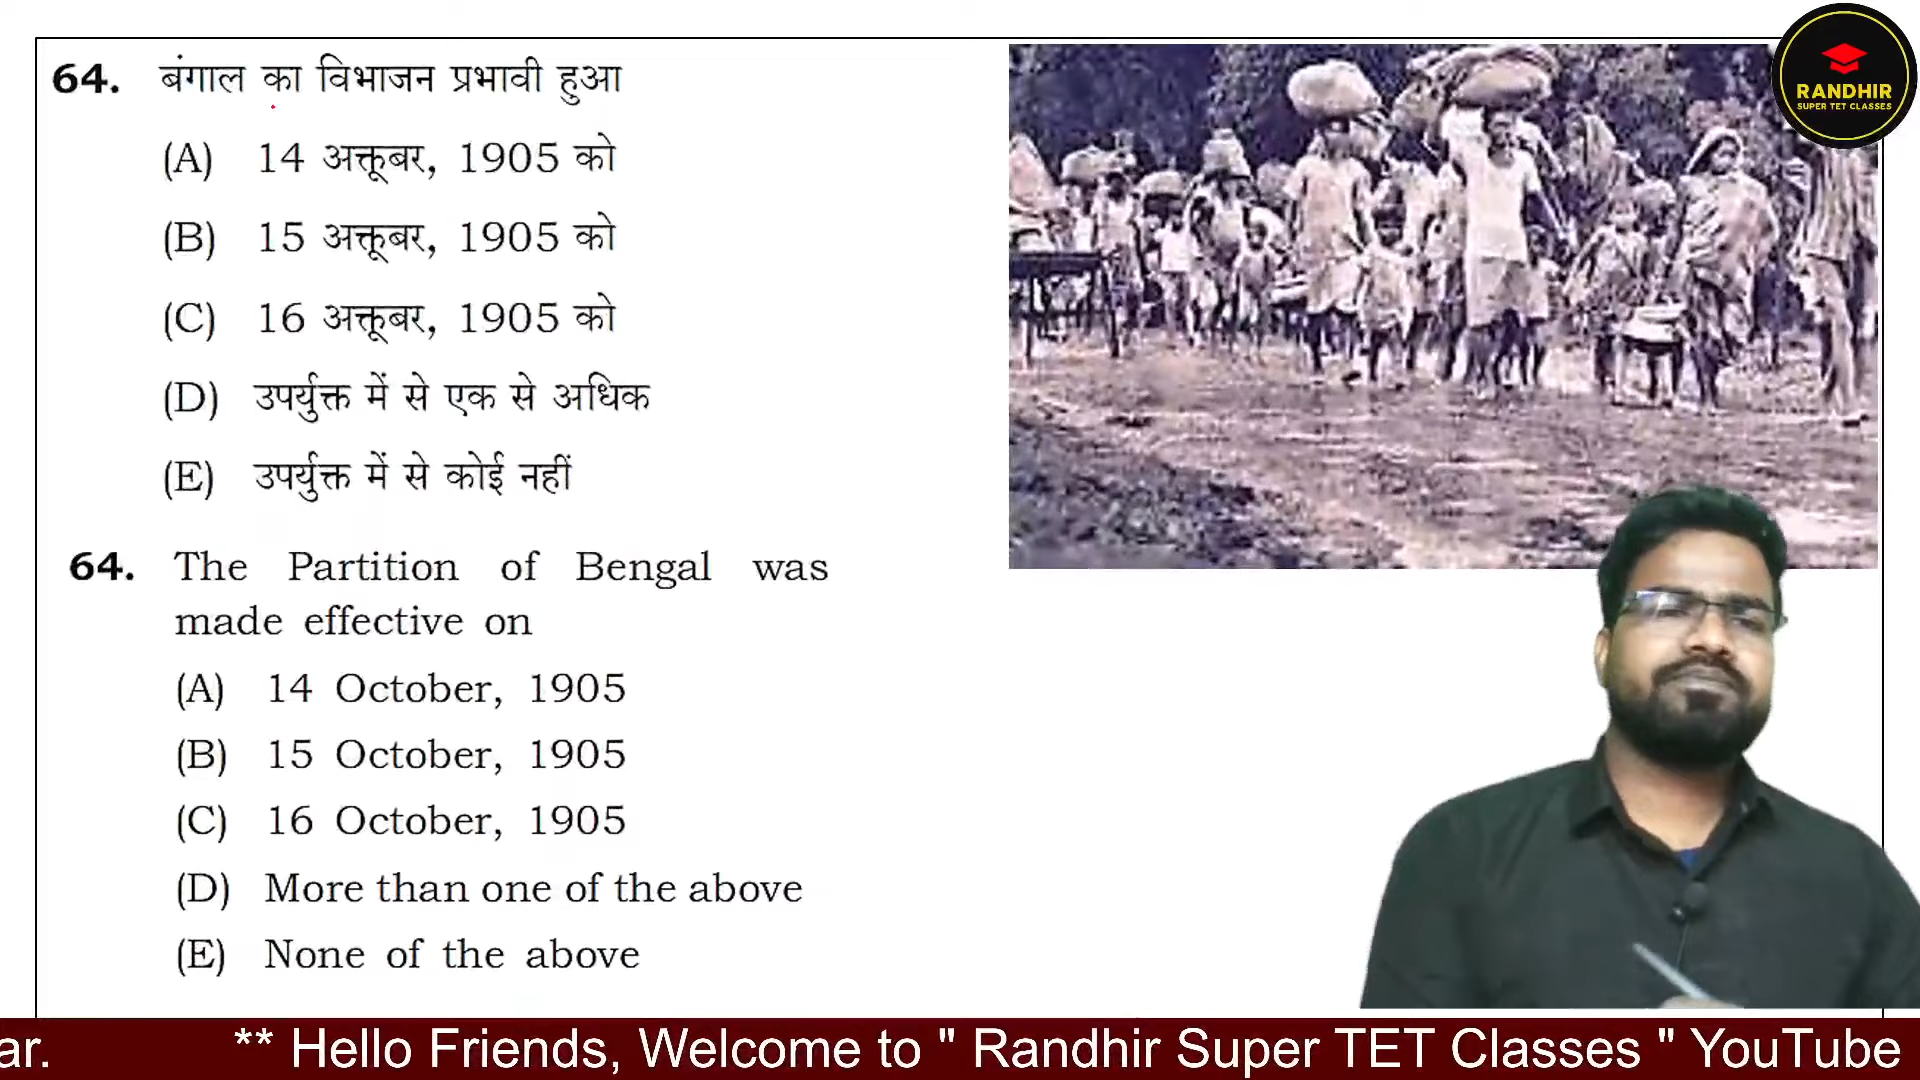 64. बंगाल का विभाजन प्रभावी हुआ
(A) 14 अक्तूबर, 1905 को
(B) 15 अक्तूबर, 1905 को
(C) 16 अक्तूबर, 1905 को
(D) उपर्युक्त में से एक से अधिक
(E) उपर्युक्त में से कोई नहीं
64. The Partition of Bengal was
made effective on
(A) 14 October, 1905
(B) 15 October, 1905
(C) 16 October, 1905
(D) More than one of the above
(E) None of the above
RANDHIR
SUPER TET CLASSES
ar. ** Hello Friends, Welcome to " Randhir Super TET Classes " YouTube